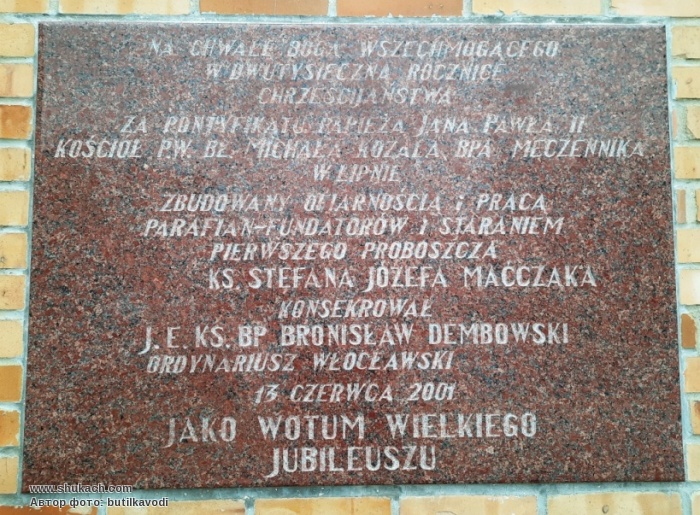 NA CHWAŁĘ BOGA WSZECHMOGĄCEGO
W DWUTYSIĘCZNĄ ROCZNICĘ
CHRZEŚCIJAŃSTWA
ZA PONTYFIKATU PAPIEŻA JANA PAWŁA II
KOŚCIÓŁ P.W. BŁ. MICHAŁA KOZALA BPA MĘCZENNIKA
W LIPNIE
ZBUDOWANY OFIARNOŚCIĄ I PRACĄ
PARAFIAN-FUNDATORÓW I STARANIEM
PIERWSZEGO PROBOSZCZA
KS. STEFANA JÓZEFA MAĆCZAKA
KONSEKROWAŁ
J. E. KS. BP BRONISŁAW DEMBOWSKI
ORDYNARIUSZ WŁOCŁAWSKI
13 CZERWCA 2001
JAKO WOTUM WIELKIEGO
JUBILEUSZU
www.shukach.com
Автор фото: butilkavodi